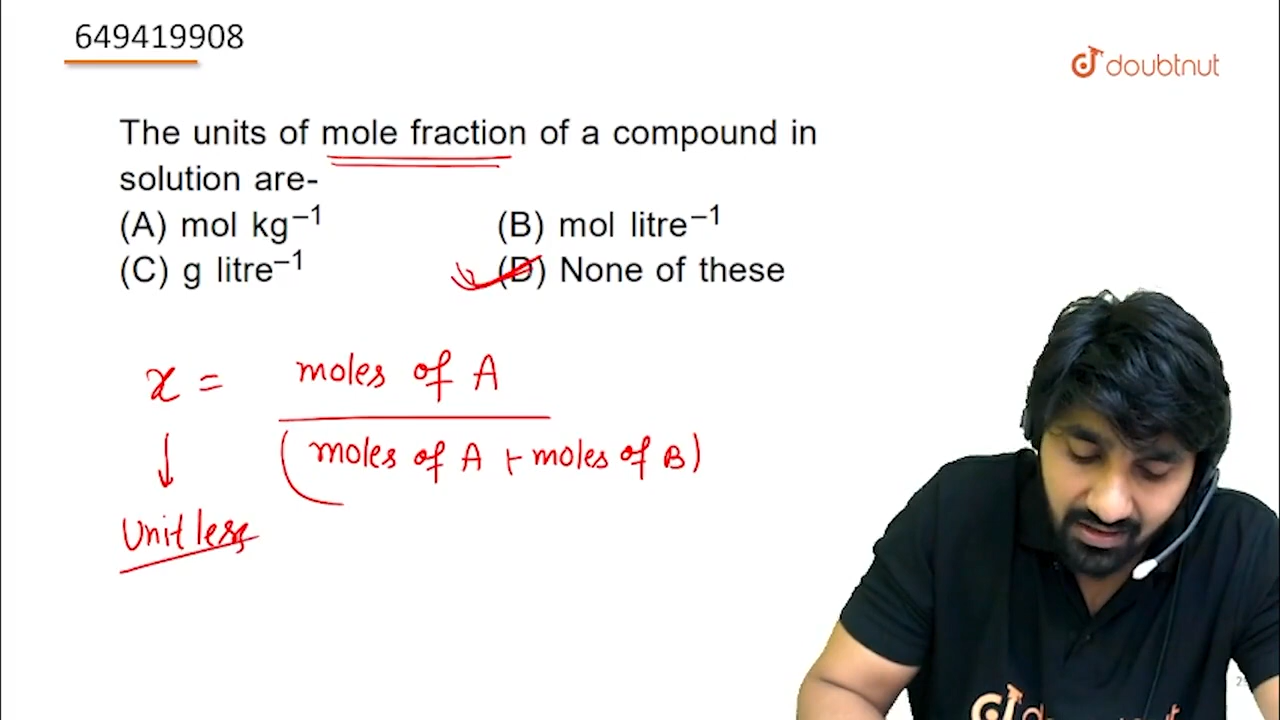 649419908
doubtnut
The units of mole fraction of a compound in
solution are-
(A) mol kg⁻¹ (B) mol litre⁻¹
(C) g litre⁻¹ (D) None of these
x = moles of A
(moles of A + moles of B)
Unitless
doubtnut